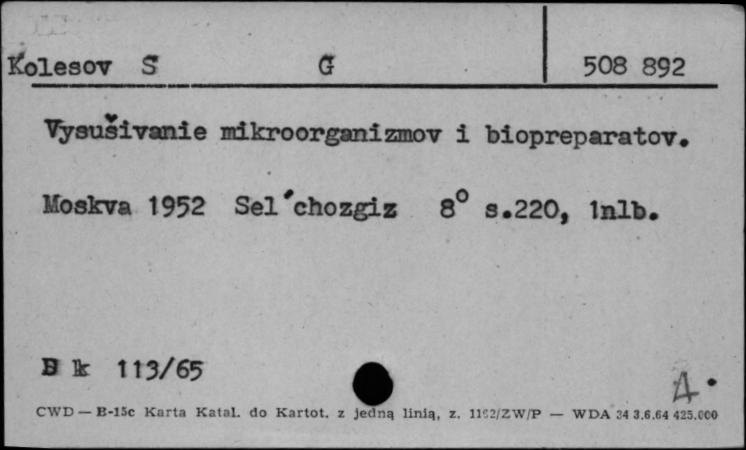 Kolesov S G 508 892
Vysušivanie mikroorganizmov i biopreparatov.
Moskva 1952 Sel'chozgiz 8° s.220, 1nlb.
D k 113/65
A.
CWD — B-15c Karta Katal. do Kartot. z jedną linią, z. 1162/ZW/P — WDA 34 3.6.64 425.000